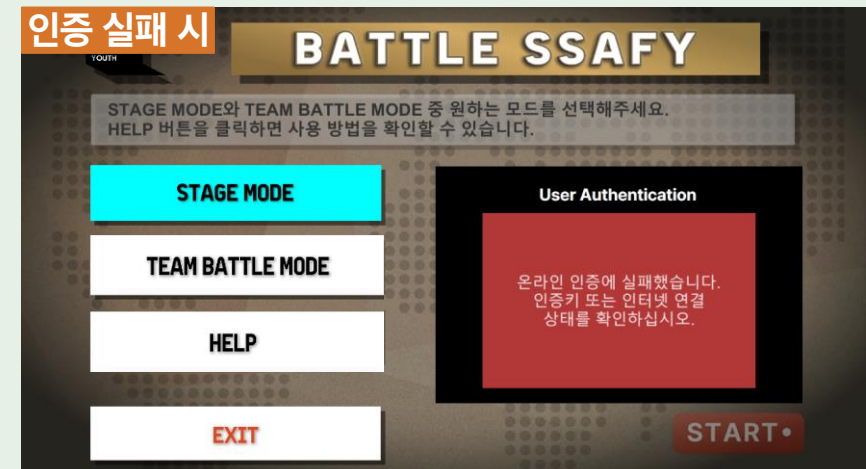 인증 실패 시
YOUTH
BATTLE SSAFY
STAGE MODE와 TEAM BATTLE MODE 중 원하는 모드를 선택해주세요.
HELP 버튼을 클릭하면 사용 방법을 확인할 수 있습니다.
STAGE MODE
TEAM BATTLE MODE
HELP
EXIT
User Authentication
온라인 인증에 실패했습니다.
인증키 또는 인터넷 연결
상태를 확인하십시오.
START